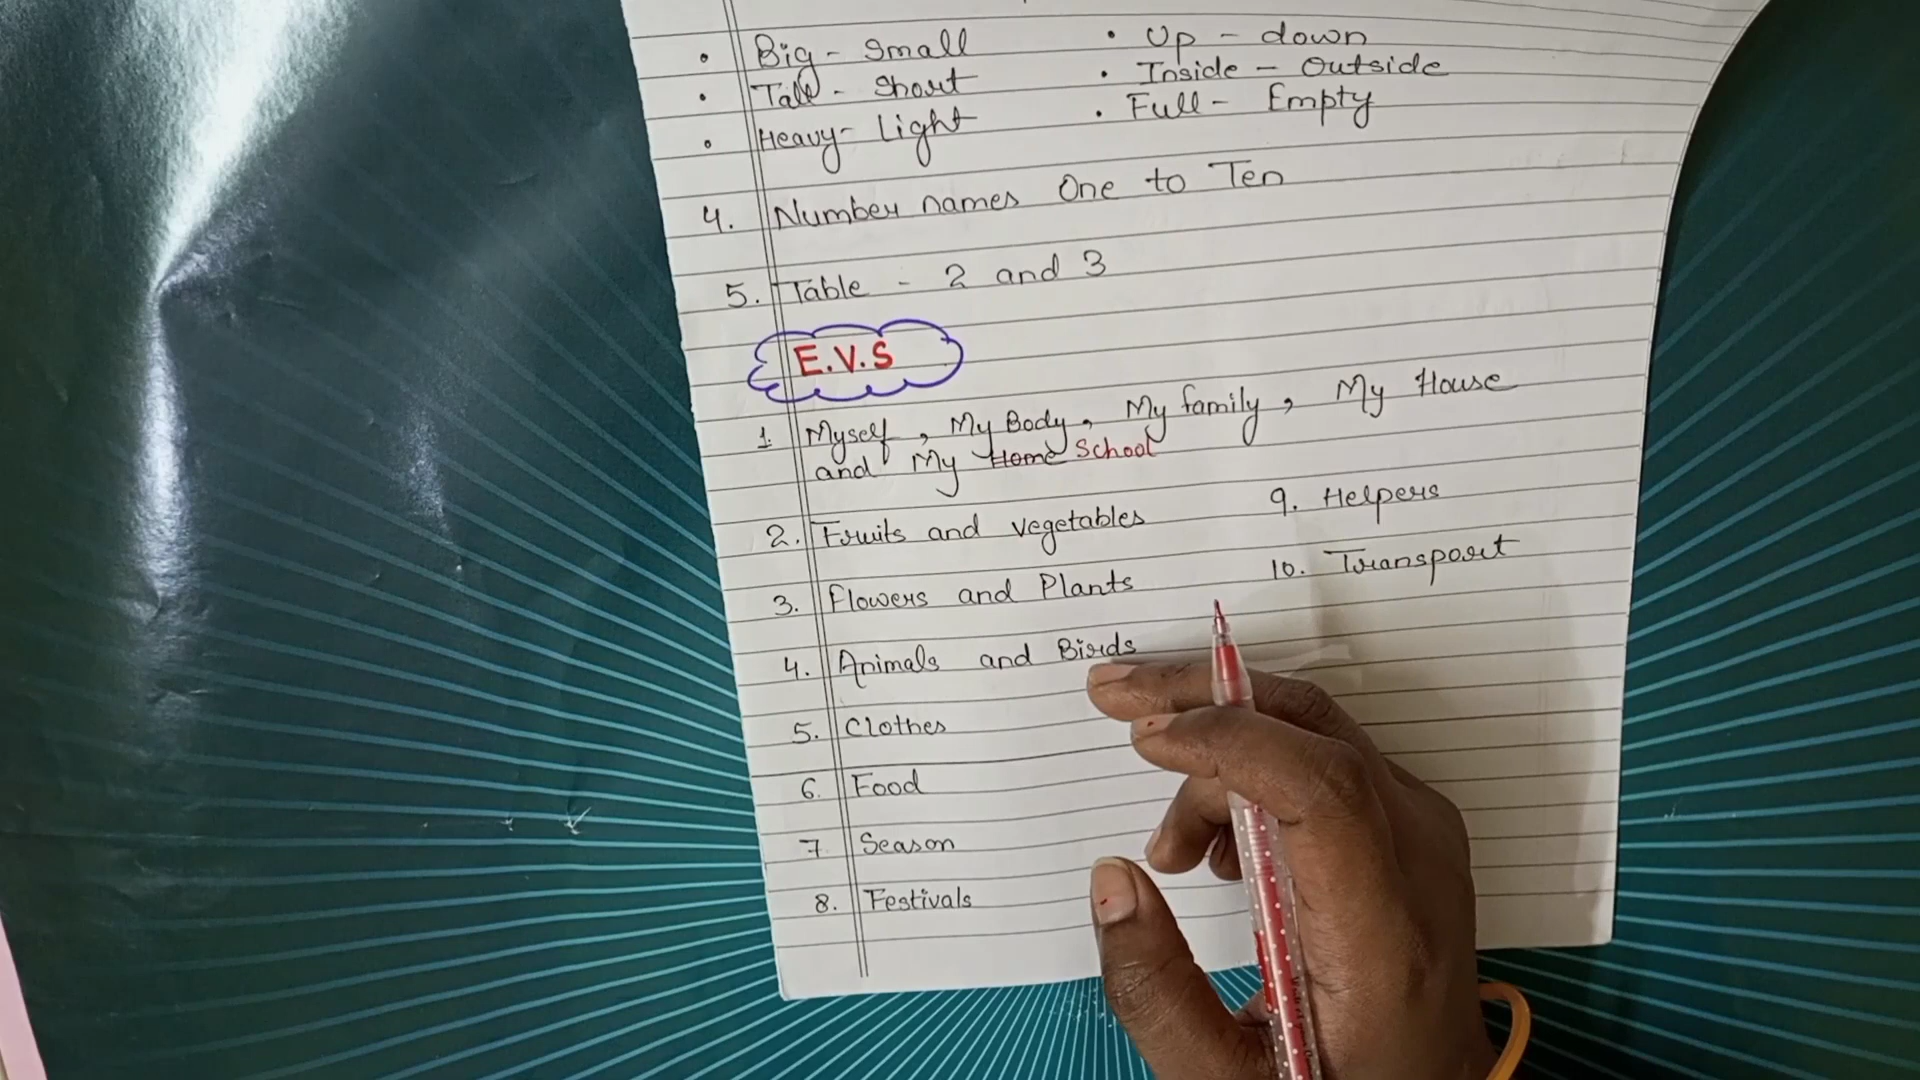 • Big - Small
• Up - down
• Tall - Short
• Inside - Outside
• Heavy - Light
• Full - Empty
4. Number names One to Ten
5. Table - 2 and 3
E.V.S
1. Myself, My Body, My family, My House
and My Home School
2. Fruits and vegetables
9. Helpers
3. Flowers and Plants
10. Transport
4. Animals and Birds
5. Clothes
6. Food
7 Season
8. Festivals